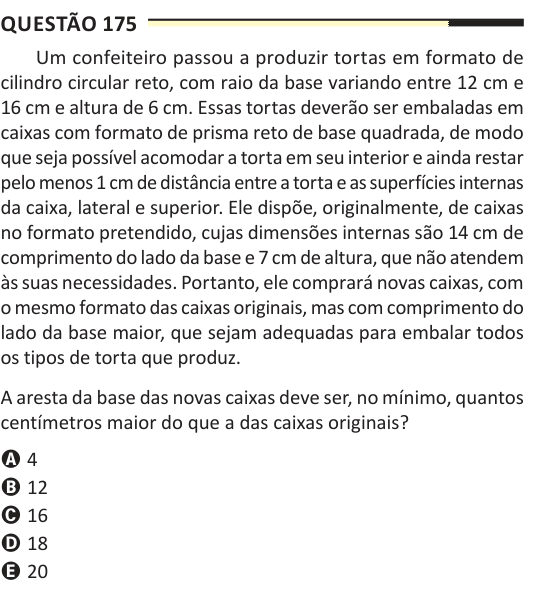 QUESTÃO 175
Um confeiteiro passou a produzir tortas em formato de
cilindro circular reto, com raio da base variando entre 12 cm e
16 cm e altura de 6 cm. Essas tortas deverão ser embaladas em
caixas com formato de prisma reto de base quadrada, de modo
que seja possível acomodar a torta em seu interior e ainda restar
pelo menos 1 cm de distância entre a torta e as superfícies internas
da caixa, lateral e superior. Ele dispõe, originalmente, de caixas
no formato pretendido, cujas dimensões internas são 14 cm de
comprimento do lado da base e 7 cm de altura, que não atendem
às suas necessidades. Portanto, ele comprará novas caixas, com
o mesmo formato das caixas originais, mas com comprimento do
lado da base maior, que sejam adequadas para embalar todos
os tipos de torta que produz.
A aresta da base das novas caixas deve ser, no mínimo, quantos
centímetros maior do que a das caixas originais?
A 4
B 12
C 16
D 18
E 20